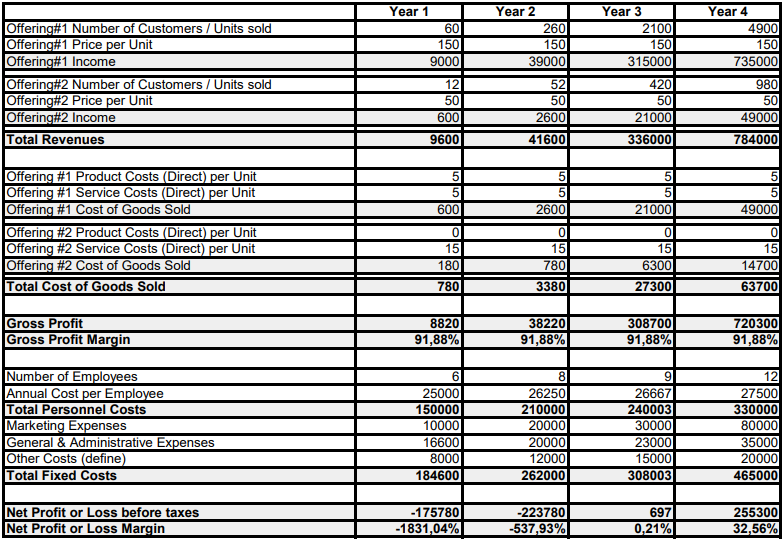 Year 1 Year 2 Year 3 Year 4
Offering#1 Number of Customers / Units sold 60 260 2100 4900
Offering#1 Price per Unit 150 150 150 150
Offering#1 Income 9000 39000 315000 735000
Offering#2 Number of Customers / Units sold 12 52 420 980
Offering#2 Price per Unit 50 50 50 50
Offering#2 Income 600 2600 21000 49000
Total Revenues 9600 41600 336000 784000
Offering #1 Product Costs (Direct) per Unit 5 5 5 5
Offering #1 Service Costs (Direct) per Unit 5 5 5 5
Offering #1 Cost of Goods Sold 600 2600 21000 49000
Offering #2 Product Costs (Direct) per Unit 0 0 0 0
Offering #2 Service Costs (Direct) per Unit 15 15 15 15
Offering #2 Cost of Goods Sold 180 780 6300 14700
Total Cost of Goods Sold 780 3380 27300 63700
Gross Profit 8820 38220 308700 720300
Gross Profit Margin 91,88% 91,88% 91,88% 91,88%
Number of Employees 6 8 9 12
Annual Cost per Employee 25000 26250 26667 27500
Total Personnel Costs 150000 210000 240003 330000
Marketing Expenses 10000 20000 30000 80000
General & Administrative Expenses 16600 20000 23000 35000
Other Costs (define) 8000 12000 15000 20000
Total Fixed Costs 184600 262000 308003 465000
Net Profit or Loss before taxes -175780 -223780 697 255300
Net Profit or Loss Margin -1831,04% -537,93% 0,21% 32,56%